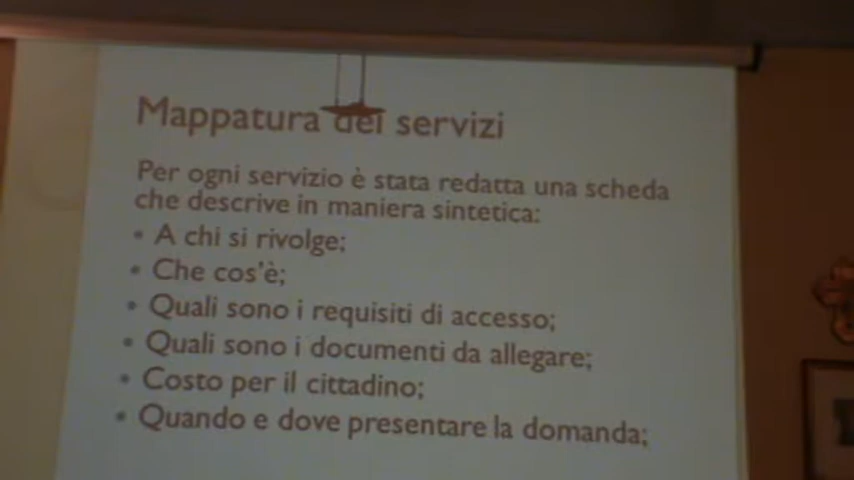 Mappatura dei servizi
Per ogni servizio è stata redatta una scheda
che descrive in maniera sintetica:
• A chi si rivolge;
• Che cos'è;
• Quali sono i requisiti di accesso;
• Quali sono i documenti da allegare;
• Costo per il cittadino;
• Quando e dove presentare la domanda;